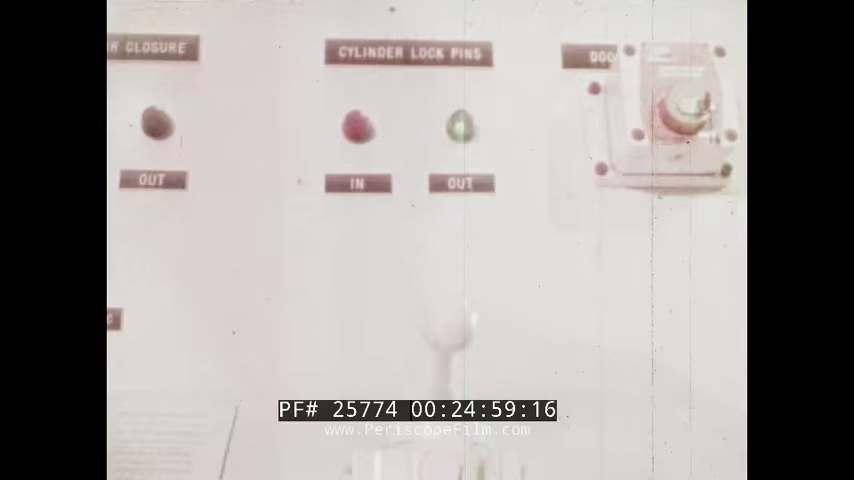 R CLOSURE
CYLINDER LOCK PINS
DOO
OUT
IN
OUT
PF# 25774 00:24:59:16
www.PeriscopeFilm.com